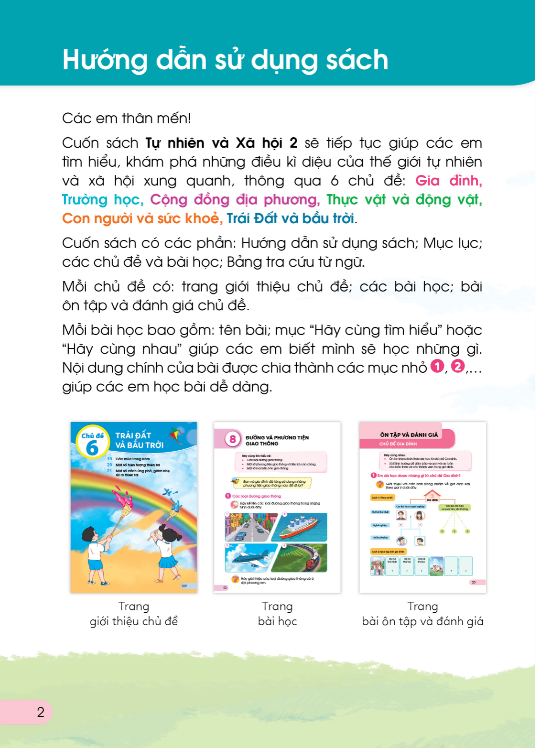 Hướng dẫn sử dụng sách
Các em thân mến!
Cuốn sách Tự nhiên và Xã hội 2 sẽ tiếp tục giúp các em
tìm hiểu, khám phá những điều kì diệu của thế giới tự nhiên
và xã hội xung quanh, thông qua 6 chủ đề: Gia đình,
Trường học, Cộng đồng địa phương, Thực vật và động vật,
Con người và sức khoẻ, Trái Đất và bầu trời.
Cuốn sách có các phần: Hướng dẫn sử dụng sách; Mục lục;
các chủ đề và bài học; Bảng tra cứu từ ngữ.
Mỗi chủ đề có: trang giới thiệu chủ đề; các bài học; bài
ôn tập và đánh giá chủ đề.
Mỗi bài học bao gồm: tên bài; mục “Hãy cùng tìm hiểu” hoặc
“Hãy cùng nhau” giúp các em biết mình sẽ học những gì.
Nội dung chính của bài được chia thành các mục nhỏ 1, 2,...
giúp các em học bài dễ dàng.
Chủ đề
6
TRÁI ĐẤT
VÀ BẦU TRỜI
8
ĐƯỜNG VÀ PHƯƠNG TIỆN
GIAO THÔNG
1 Các loại đường giao thông
ÔN TẬP VÀ ĐÁNH GIÁ
CHỦ ĐỀ GIA ĐÌNH
Trang
giới thiệu chủ đề
Trang
bài học
Trang
bài ôn tập và đánh giá
2